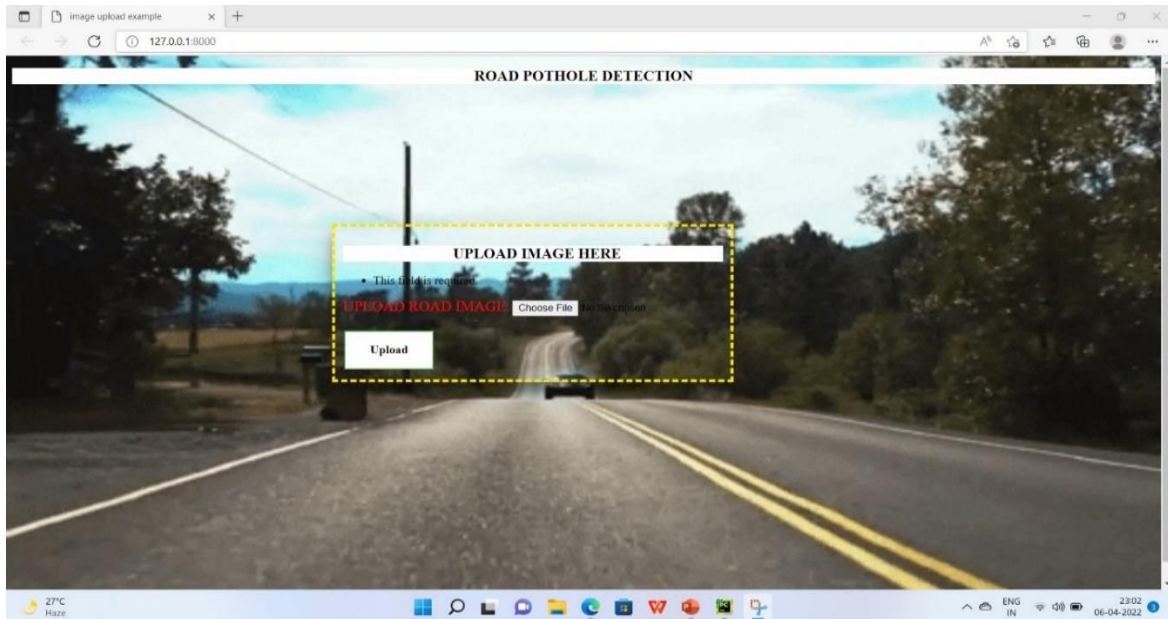 image upload example
127.0.0.1:8000
ROAD POTHOLE DETECTION
UPLOAD IMAGE HERE
• This field is required.
UPLOAD ROAD IMAGE: Choose File No file chosen
Upload
27°C
Haze
ENG
IN
23:02
06-04-2022